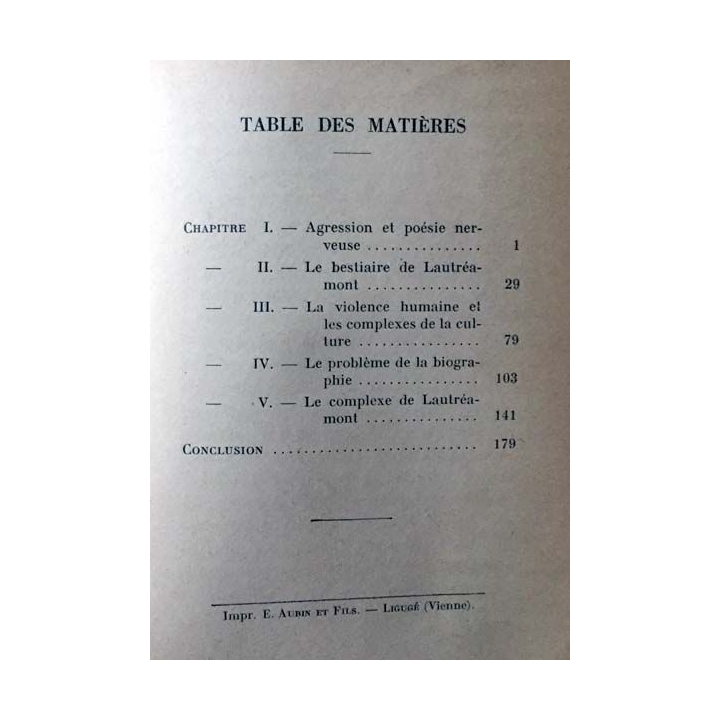 TABLE DES MATIÈRES
CHAPITRE I. — Agression et poésie ner-
veuse ............... 1
— II. — Le bestiaire de Lautréa-
mont ............... 29
— III. — La violence humaine et
les complexes de la cul-
ture ................ 79
— IV. — Le problème de la biogra-
phie ................ 103
— V. — Le complexe de Lautréa-
mont ............... 141
CONCLUSION ........................... 179
Impr. E. AUBIN ET FILS. — LIGUGÉ (Vienne).